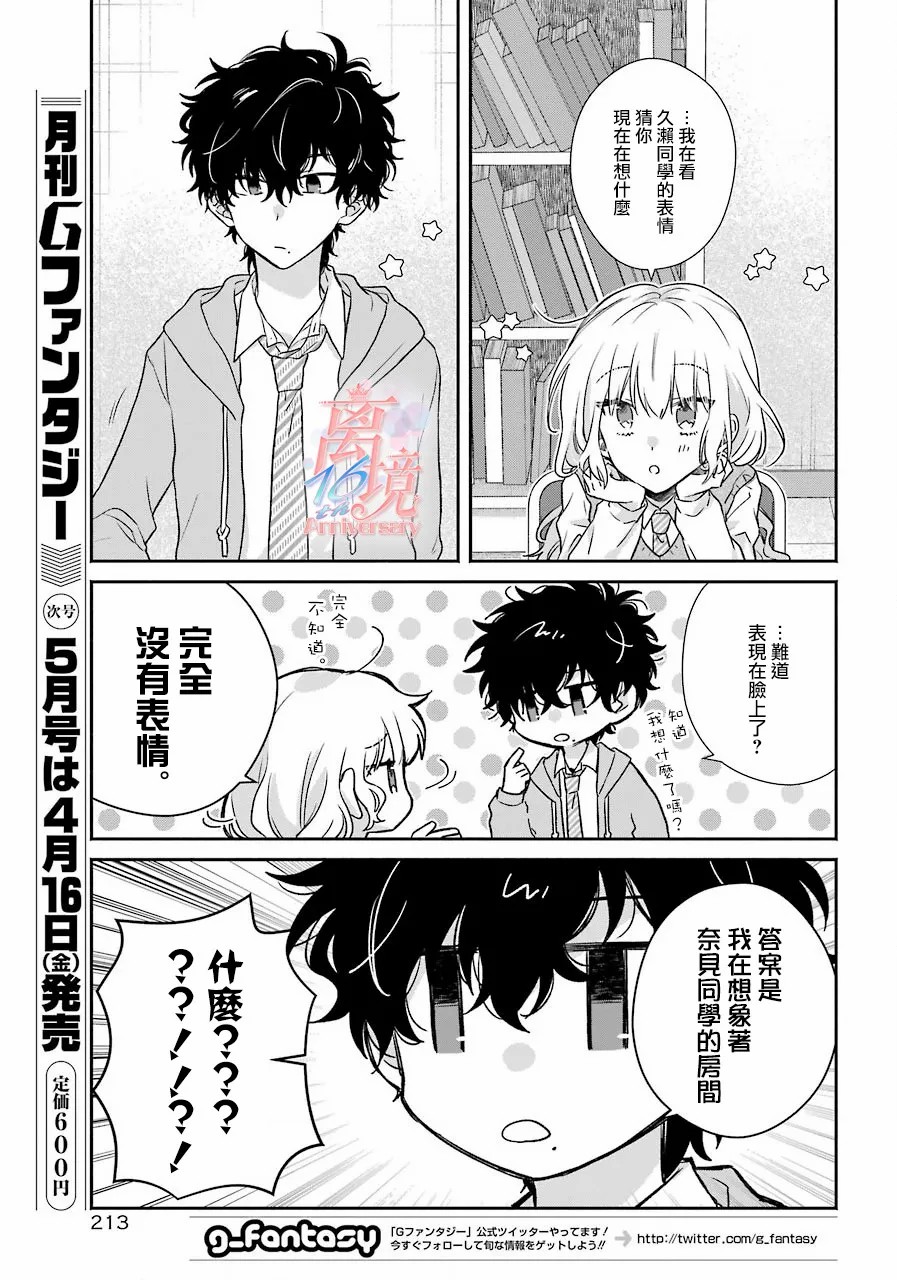 …我在看
久瀨同學的表情
猜你
現在在想什麼
離境
16th
Anniversary
…難道
表現在臉上了?
知道
我想什麼了嗎?
完全
不知道。
完全
沒有表情。
答案是
我在想象著
奈見同學的房間
什麼???
??!!?!
月刊Gファンタジー
次号
5月号は4月16日(金)発売
定価600円
213
g_fantasy
「Gファンタジー」公式ツイッターやってます!
今すぐフォローして旬な情報をゲットしよう!!
http://twitter.com/g_fantasy